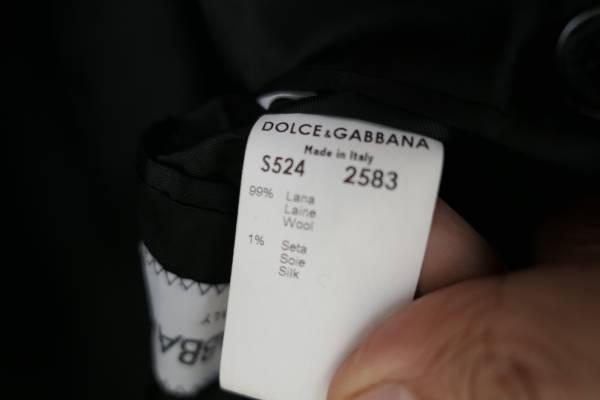 DOLCE&GABBANA
Made in Italy
S524 2583
99% Lana
Laine
Wool
1% Seta
Soie
Silk